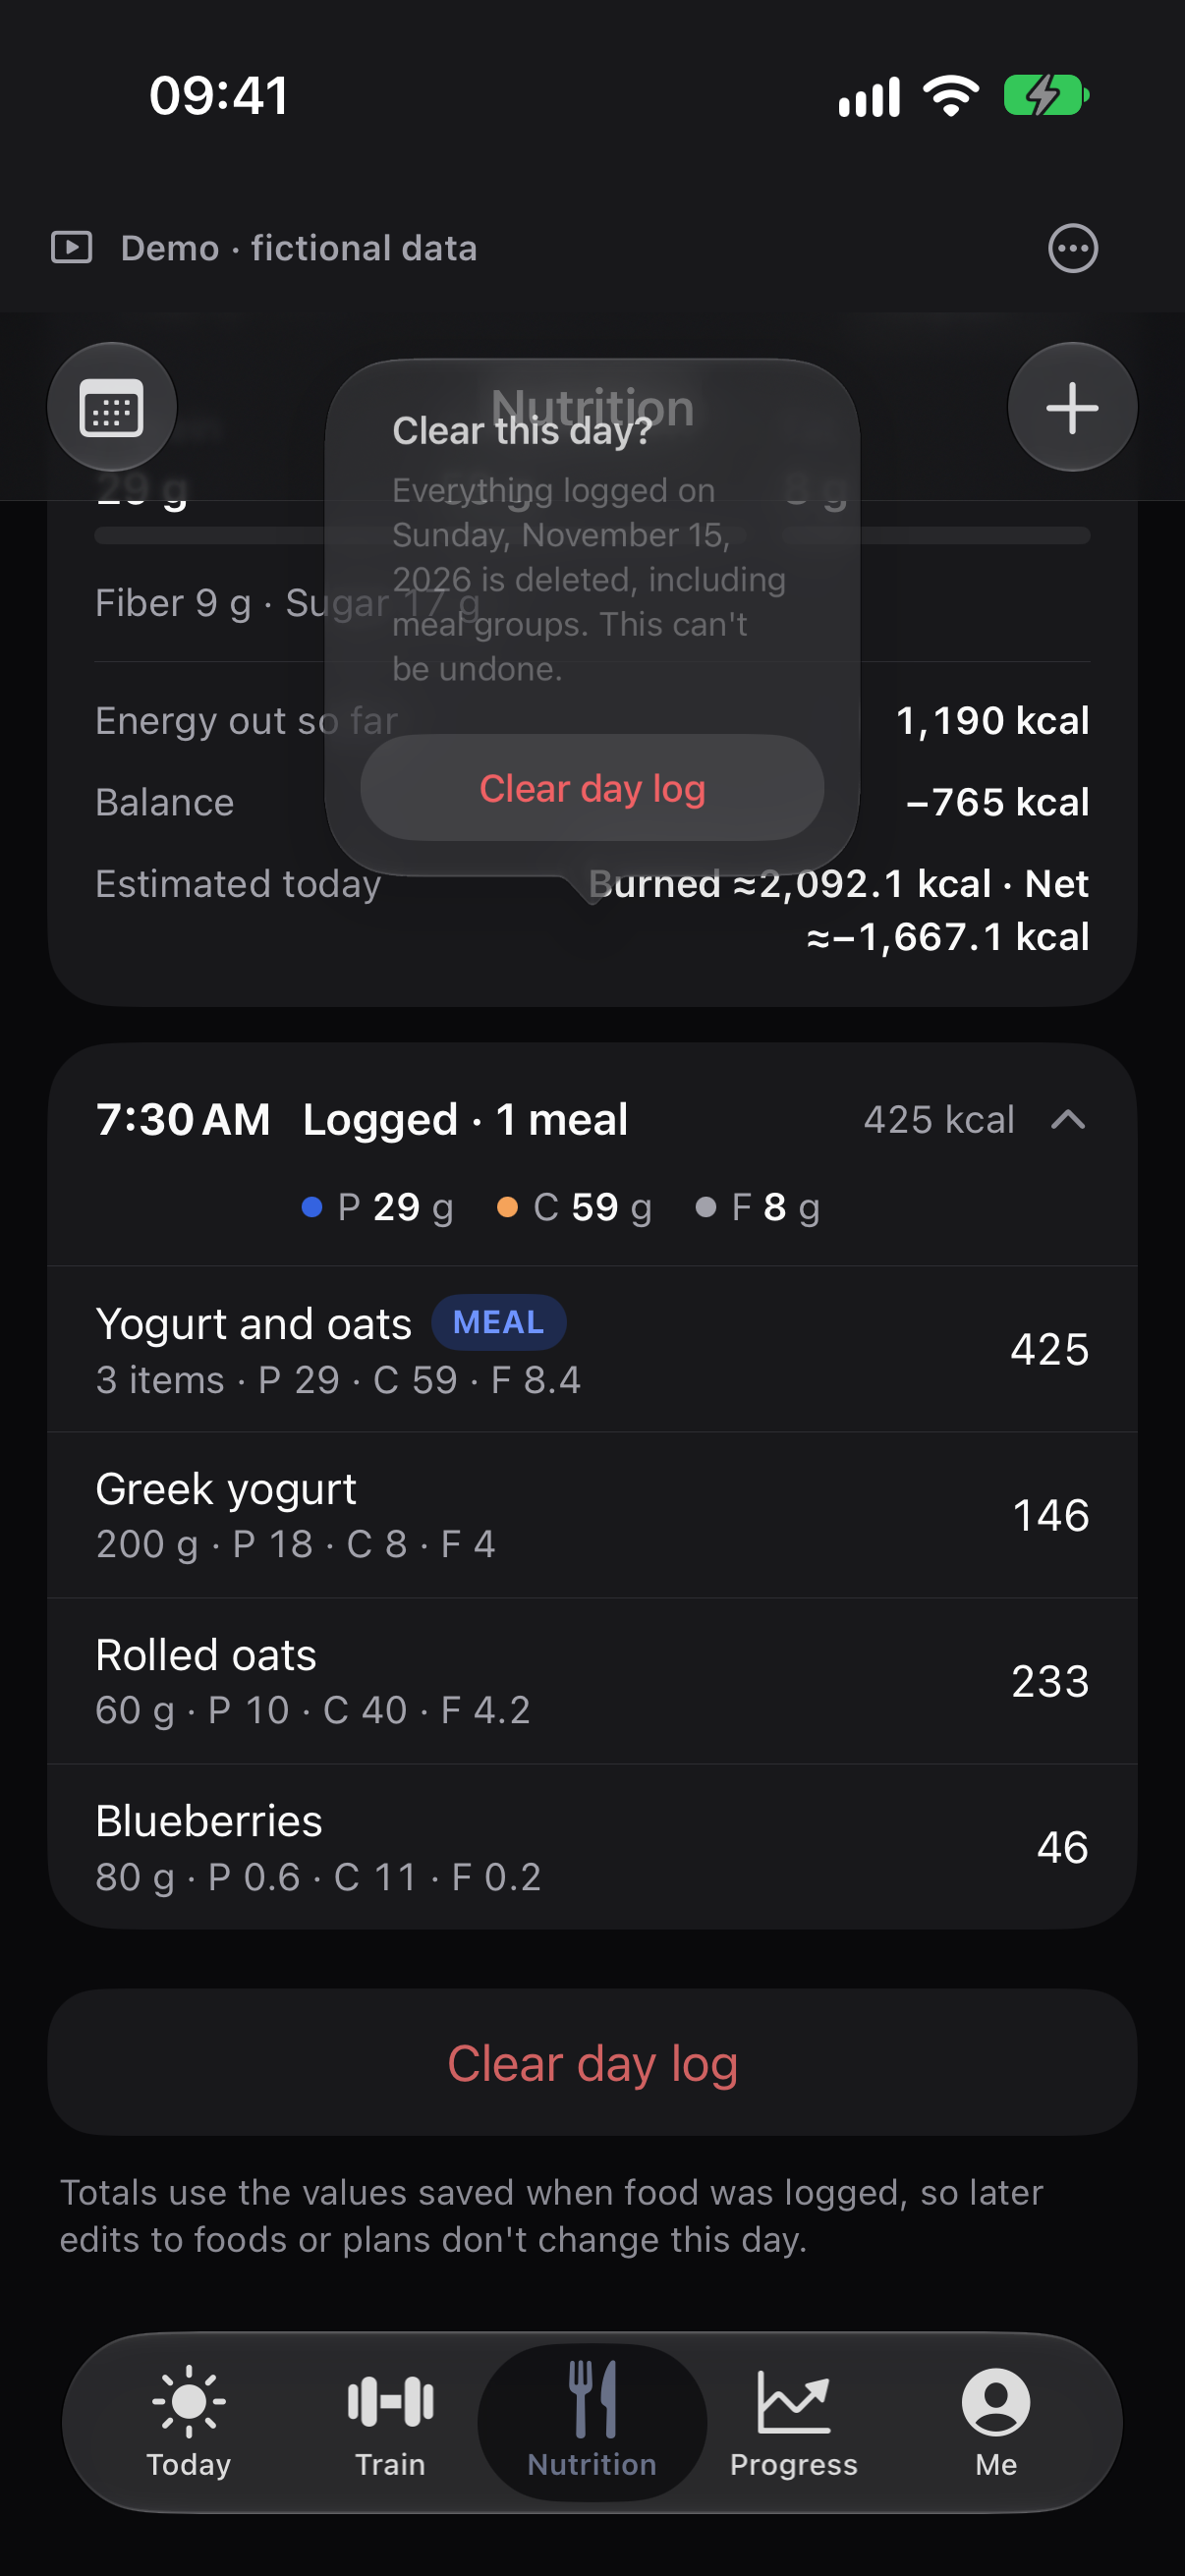 09:41
Demo · fictional data
Nutrition
Clear this day?
Everything logged on
Sunday, November 15,
2026 is deleted, including
meal groups. This can't
be undone.
Clear day log
29 g
8 g
Fiber 9 g · Sugar 17 g
Energy out so far
1,190 kcal
Balance
−765 kcal
Estimated today
Burned ≈2,092.1 kcal · Net
≈−1,667.1 kcal
7:30 AM Logged · 1 meal
425 kcal
P 29 g C 59 g F 8 g
Yogurt and oats MEAL
425
3 items · P 29 · C 59 · F 8.4
Greek yogurt
146
200 g · P 18 · C 8 · F 4
Rolled oats
233
60 g · P 10 · C 40 · F 4.2
Blueberries
46
80 g · P 0.6 · C 11 · F 0.2
Clear day log
Totals use the values saved when food was logged, so later
edits to foods or plans don't change this day.
Today
Train
Nutrition
Progress
Me